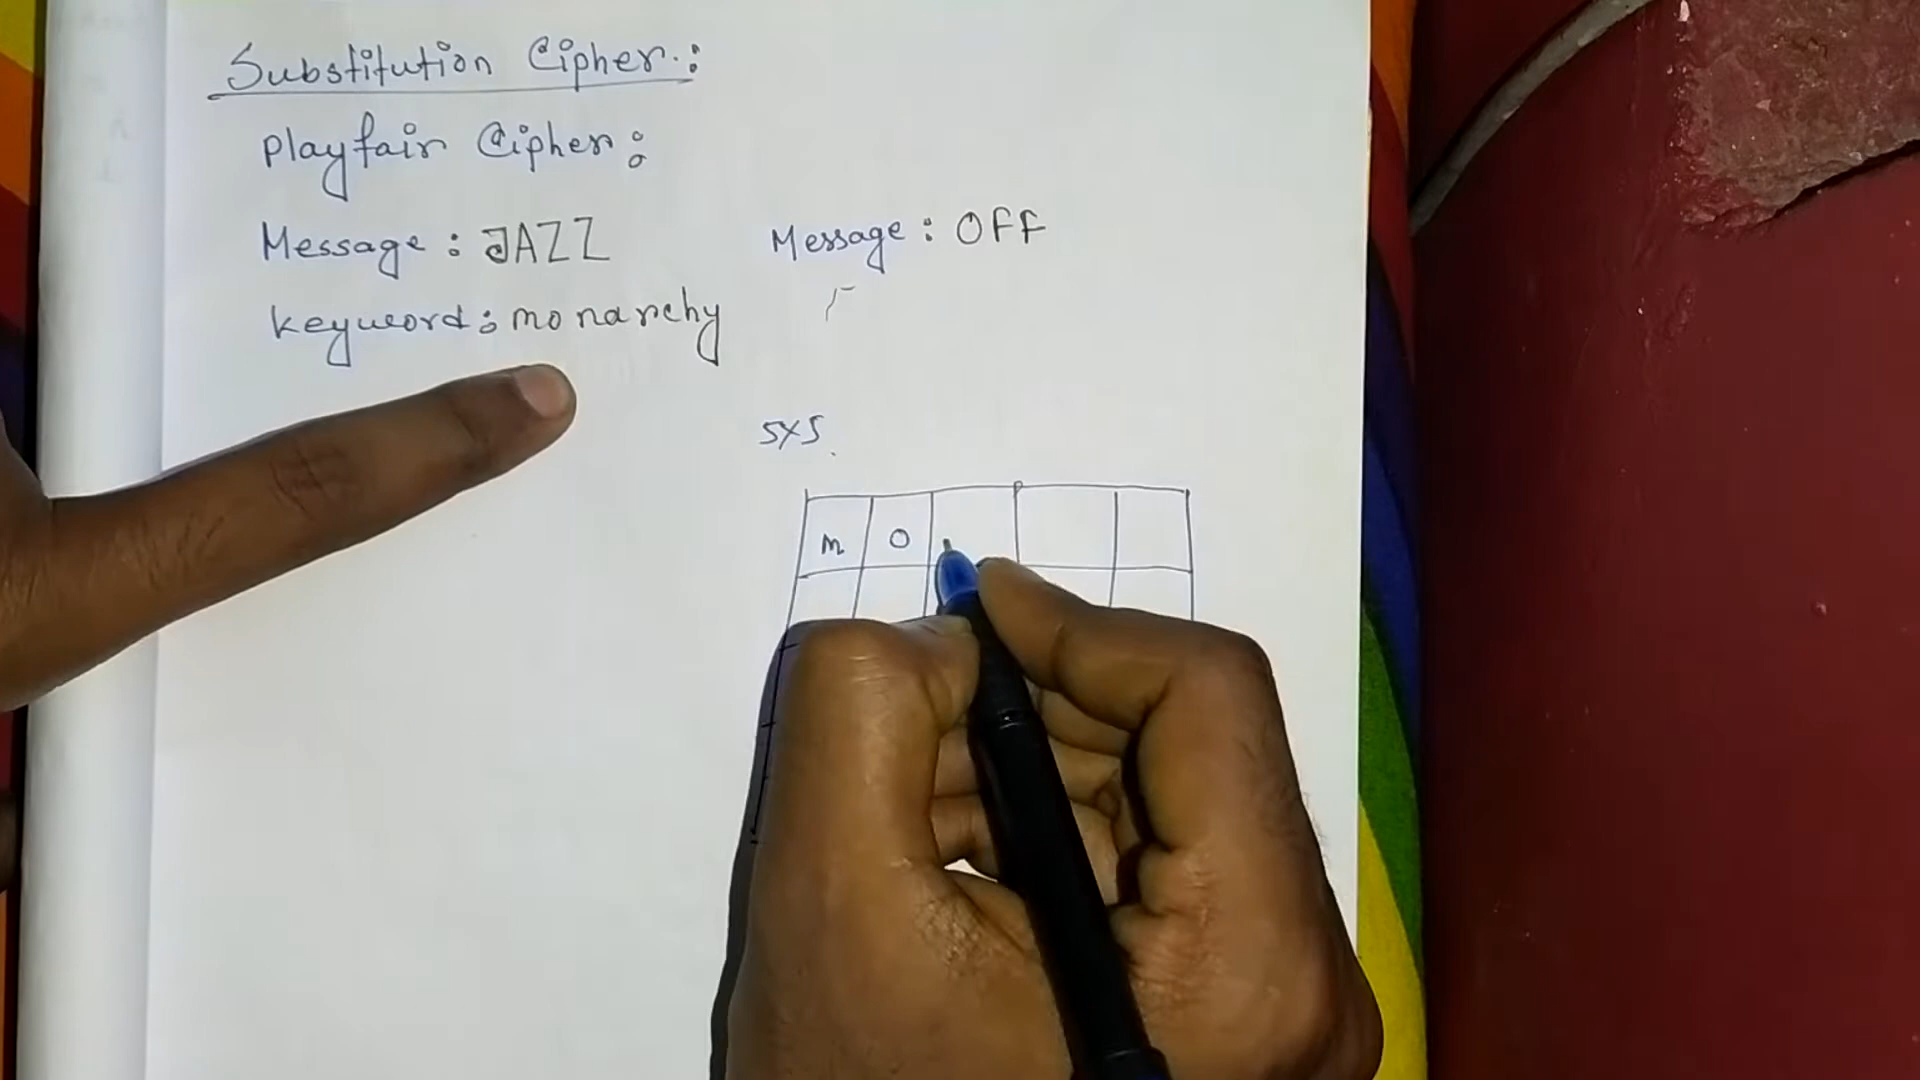 Substitution Cipher:
Playfair Cipher:
Message: JAZZ
Message: OFF
Keyword: monarchy
5x5
m O